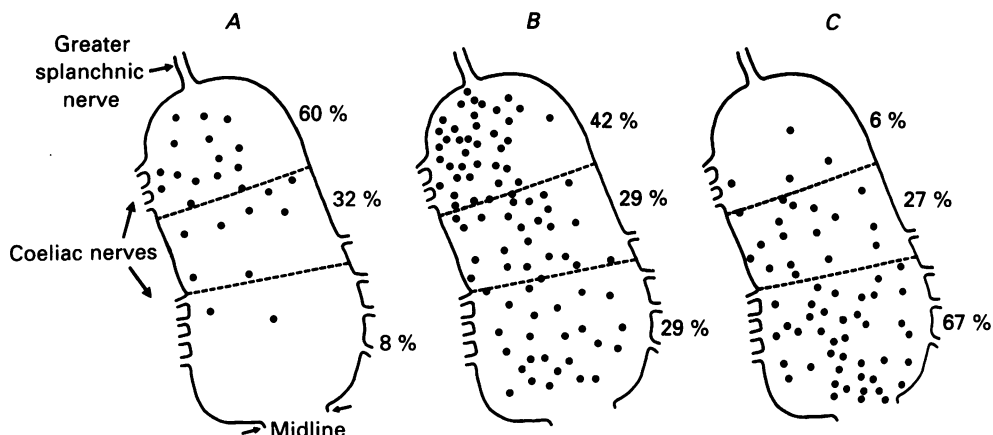 A
B
C
Greater
splanchnic
nerve
60 %
42 %
6 %
32 %
29 %
27 %
Coeliac nerves
8 %
29 %
67 %
Midline